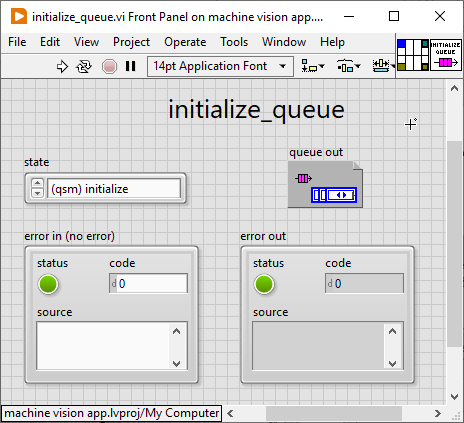 initialize_queue.vi Front Panel on machine vision app....
File Edit View Project Operate Tools Window Help
14pt Application Font
INITIALIZE
QUEUE
initialize_queue
state
(qsm) initialize
queue out
error in (no error)
status code
d 0
source
error out
status code
d 0
source
machine vision app.lvproj/My Computer